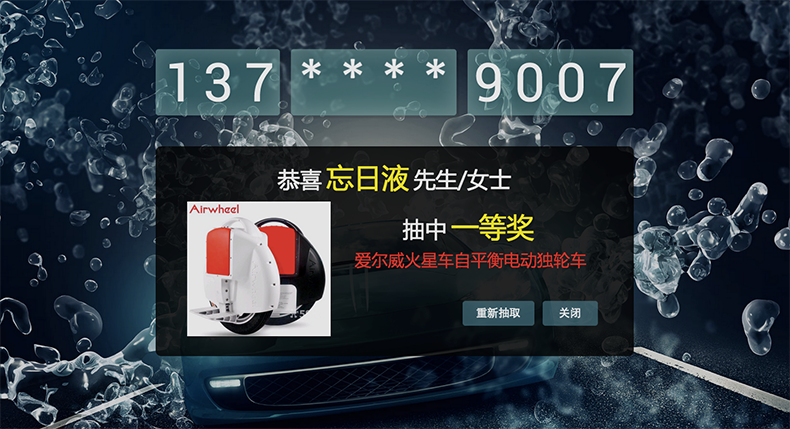 137 **** 9007
恭喜 忘日液 先生/女士
Airwheel
抽中 一等奖
爱尔威火星车自平衡电动独轮车
重新抽取 关闭